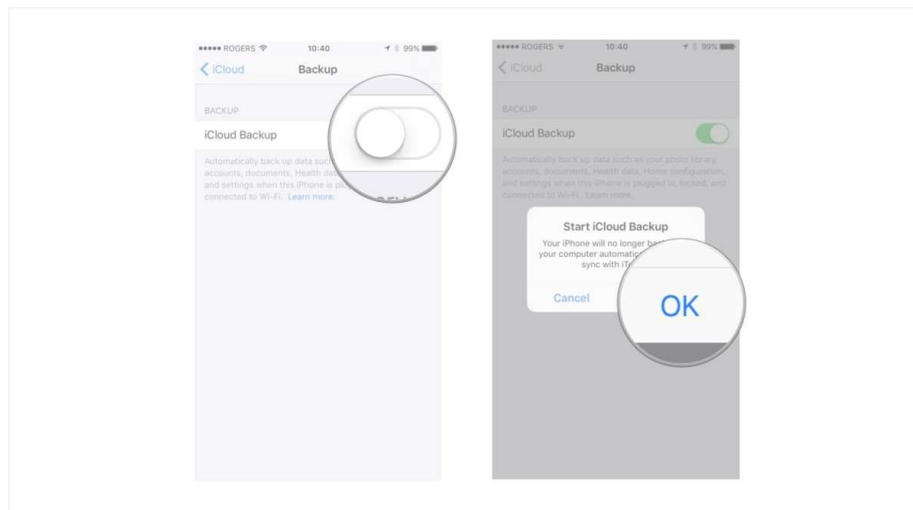 ROGERS 10:40 99%
iCloud Backup
BACKUP
iCloud Backup
Automatically back up data such
accounts, documents, Health data
and settings when this iPhone is
connected to Wi-Fi. Learn more.
ROGERS 10:40 99%
iCloud Backup
BACKUP
iCloud Backup
Automatically back up data such as your photo library,
accounts, documents, Health data, Home configuration,
and settings when this iPhone is plugged in, locked, and
connected to Wi-Fi. Learn more.
Start iCloud Backup
Your iPhone will no longer
your computer automatic
sync with
Cancel
OK